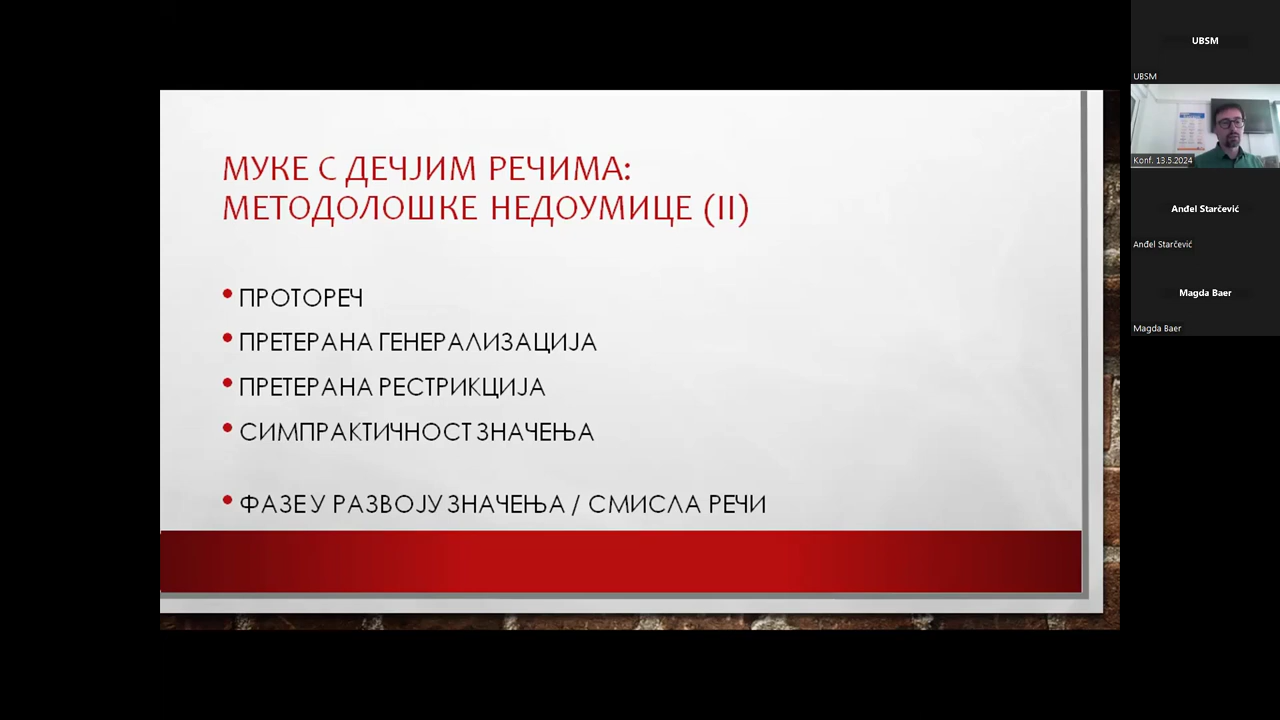 МУКЕ С ДЕЧЈИМ РЕЧИМА:
МЕТОДОЛОШКЕ НЕДОУМИЦЕ (II)
• ПРОТОРЕЧ
• ПРЕТЕРАНА ГЕНЕРАЛИЗАЦИЈА
• ПРЕТЕРАНА РЕСТРИКЦИЈА
• СИМПРАКТИЧНОСТ ЗНАЧЕЊА
• ФАЗЕ У РАЗВОЈУ ЗНАЧЕЊА / СМИСЛА РЕЧИ
UBSM
UBSM
Konf. 13.5.2024
Anđel Starčević
Anđel Starčević
Magda Baer
Magda Baer